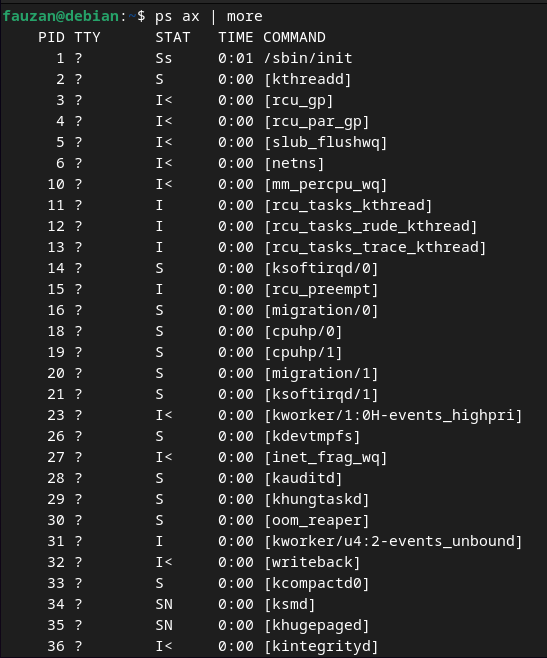 fauzan@debian:~$ ps ax | more
    PID TTY      STAT   TIME COMMAND
      1 ?        Ss     0:01 /sbin/init
      2 ?        S      0:00 [kthreadd]
      3 ?        I<     0:00 [rcu_gp]
      4 ?        I<     0:00 [rcu_par_gp]
      5 ?        I<     0:00 [slub_flushwq]
      6 ?        I<     0:00 [netns]
     10 ?        I<     0:00 [mm_percpu_wq]
     11 ?        I      0:00 [rcu_tasks_kthread]
     12 ?        I      0:00 [rcu_tasks_rude_kthread]
     13 ?        I      0:00 [rcu_tasks_trace_kthread]
     14 ?        S      0:00 [ksoftirqd/0]
     15 ?        I      0:00 [rcu_preempt]
     16 ?        S      0:00 [migration/0]
     18 ?        S      0:00 [cpuhp/0]
     19 ?        S      0:00 [cpuhp/1]
     20 ?        S      0:00 [migration/1]
     21 ?        S      0:00 [ksoftirqd/1]
     23 ?        I<     0:00 [kworker/1:0H-events_highpri]
     26 ?        S      0:00 [kdevtmpfs]
     27 ?        I<     0:00 [inet_frag_wq]
     28 ?        S      0:00 [kauditd]
     29 ?        S      0:00 [khungtaskd]
     30 ?        S      0:00 [oom_reaper]
     31 ?        I      0:00 [kworker/u4:2-events_unbound]
     32 ?        I<     0:00 [writeback]
     33 ?        S      0:00 [kcompactd0]
     34 ?        SN     0:00 [ksmd]
     35 ?        SN     0:00 [khugepaged]
     36 ?        I<     0:00 [kintegrityd]